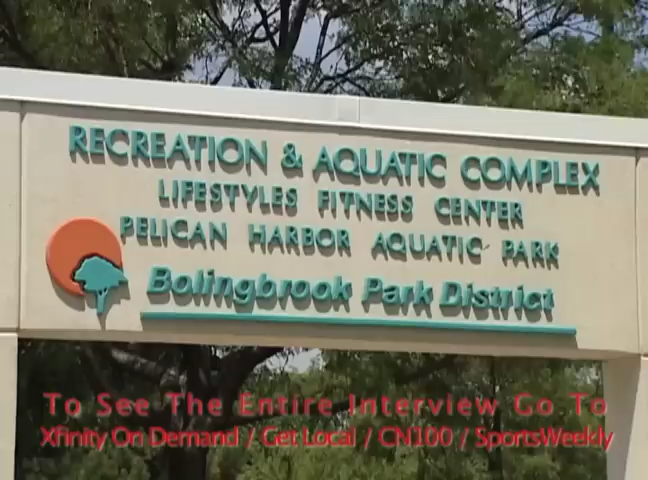 RECREATION & AQUATIC COMPLEX
LIFESTYLES FITNESS CENTER
PELICAN HARBOR AQUATIC PARK
Bolingbrook Park District
To See The Entire Interview Go To
Xfinity On Demand / Get Local / CN100 / SportsWeekly